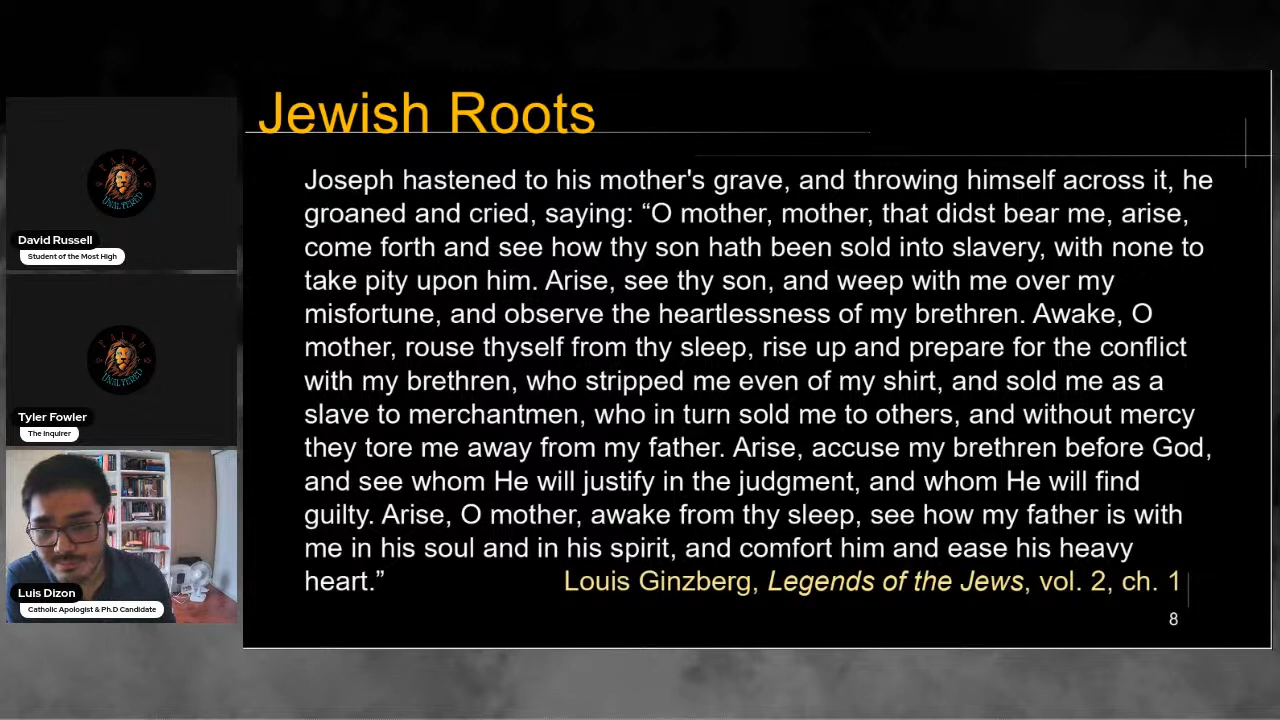 Jewish Roots
Joseph hastened to his mother's grave, and throwing himself across it, he
groaned and cried, saying: “O mother, mother, that didst bear me, arise,
come forth and see how thy son hath been sold into slavery, with none to
take pity upon him. Arise, see thy son, and weep with me over my
misfortune, and observe the heartlessness of my brethren. Awake, O
mother, rouse thyself from thy sleep, rise up and prepare for the conflict
with my brethren, who stripped me even of my shirt, and sold me as a
slave to merchantmen, who in turn sold me to others, and without mercy
they tore me away from my father. Arise, accuse my brethren before God,
and see whom He will justify in the judgment, and whom He will find
guilty. Arise, O mother, awake from thy sleep, see how my father is with
me in his soul and in his spirit, and comfort him and ease his heavy
heart.”
Louis Ginzberg, Legends of the Jews, vol. 2, ch. 1
8
FAITH
UNALTERED
David Russell
Student of the Most High
FAITH
UNALTERED
Tyler Fowler
The Inquirer
Luis Dizon
Catholic Apologist & Ph.D Candidate